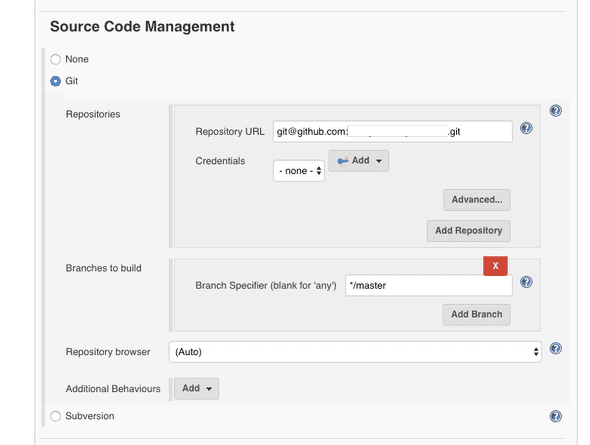 Source Code Management
None
Git
Repositories
Repository URL git@github.com: .git
Credentials - none - Add
Advanced...
Add Repository
Branches to build X
Branch Specifier (blank for 'any') */master
Add Branch
Repository browser (Auto)
Additional Behaviours Add
Subversion